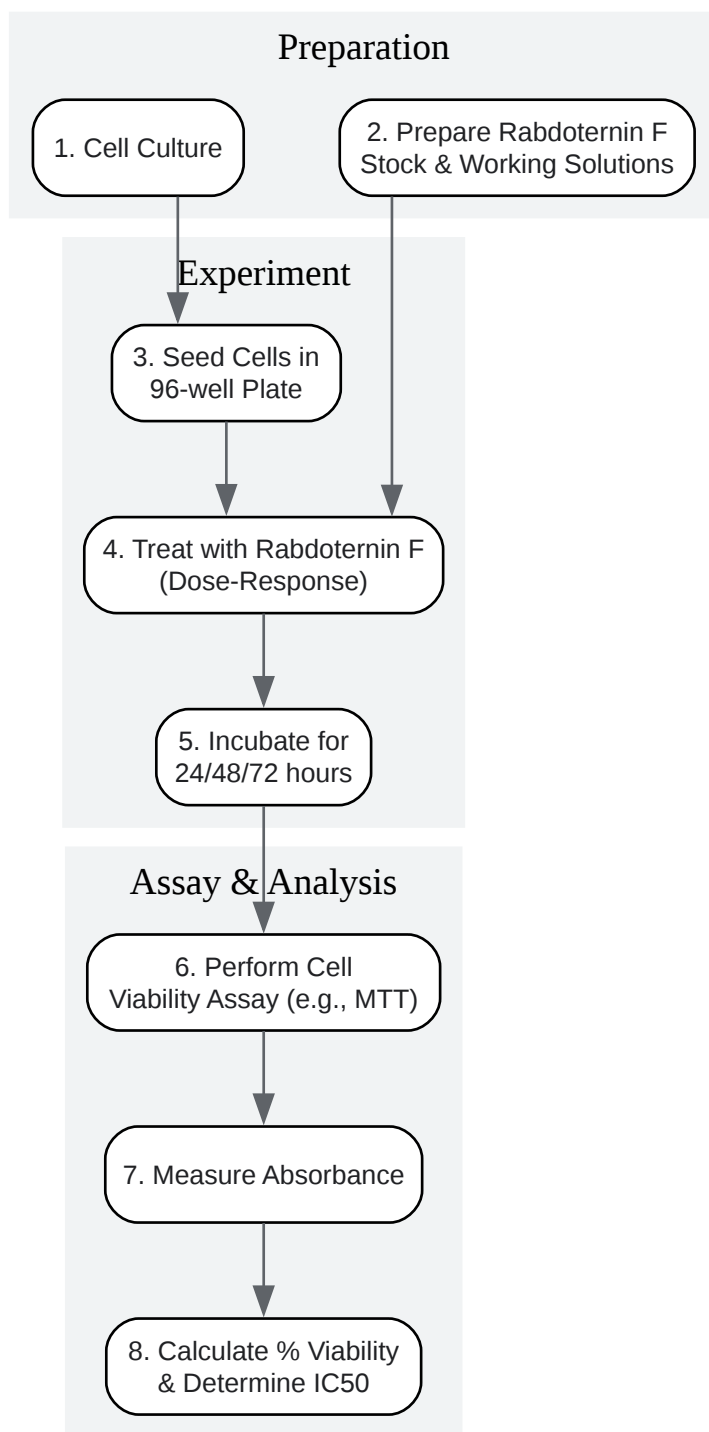 Preparation
1. Cell Culture
2. Prepare Rabdoternin F
Stock & Working Solutions
Experiment
3. Seed Cells in
96-well Plate
4. Treat with Rabdoternin F
(Dose-Response)
5. Incubate for
24/48/72 hours
Assay & Analysis
6. Perform Cell
Viability Assay (e.g., MTT)
7. Measure Absorbance
8. Calculate % Viability
& Determine IC50